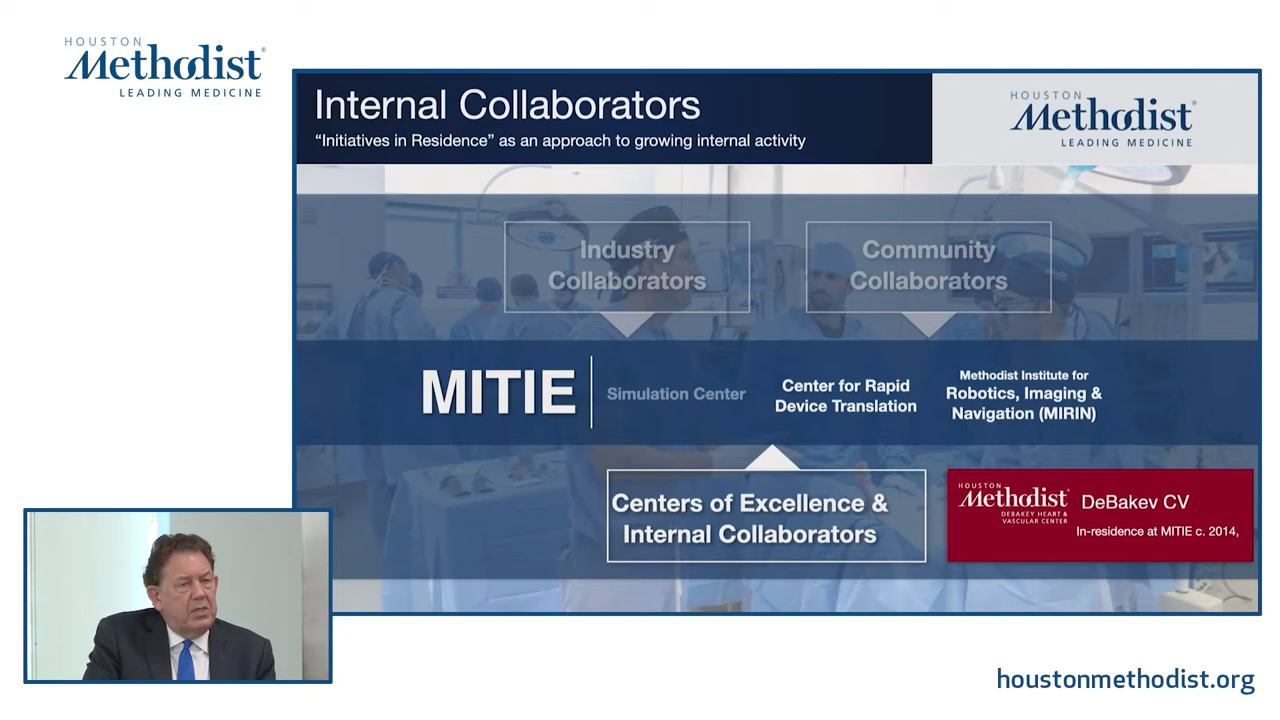 HOUSTON
Methodist®
LEADING MEDICINE
Internal Collaborators
“Initiatives in Residence” as an approach to growing internal activity
HOUSTON
Methodist®
LEADING MEDICINE
Industry
Collaborators
Community
Collaborators
MITIE
Simulation Center
Center for Rapid
Device Translation
Methodist Institute for
Robotics, Imaging &
Navigation (MIRIN)
Centers of Excellence &
Internal Collaborators
HOUSTON
Methodist®
DEBAKEY HEART &
VASCULAR CENTER
DeBakev CV
In-residence at MITIE c. 2014,
houstonmethodist.org